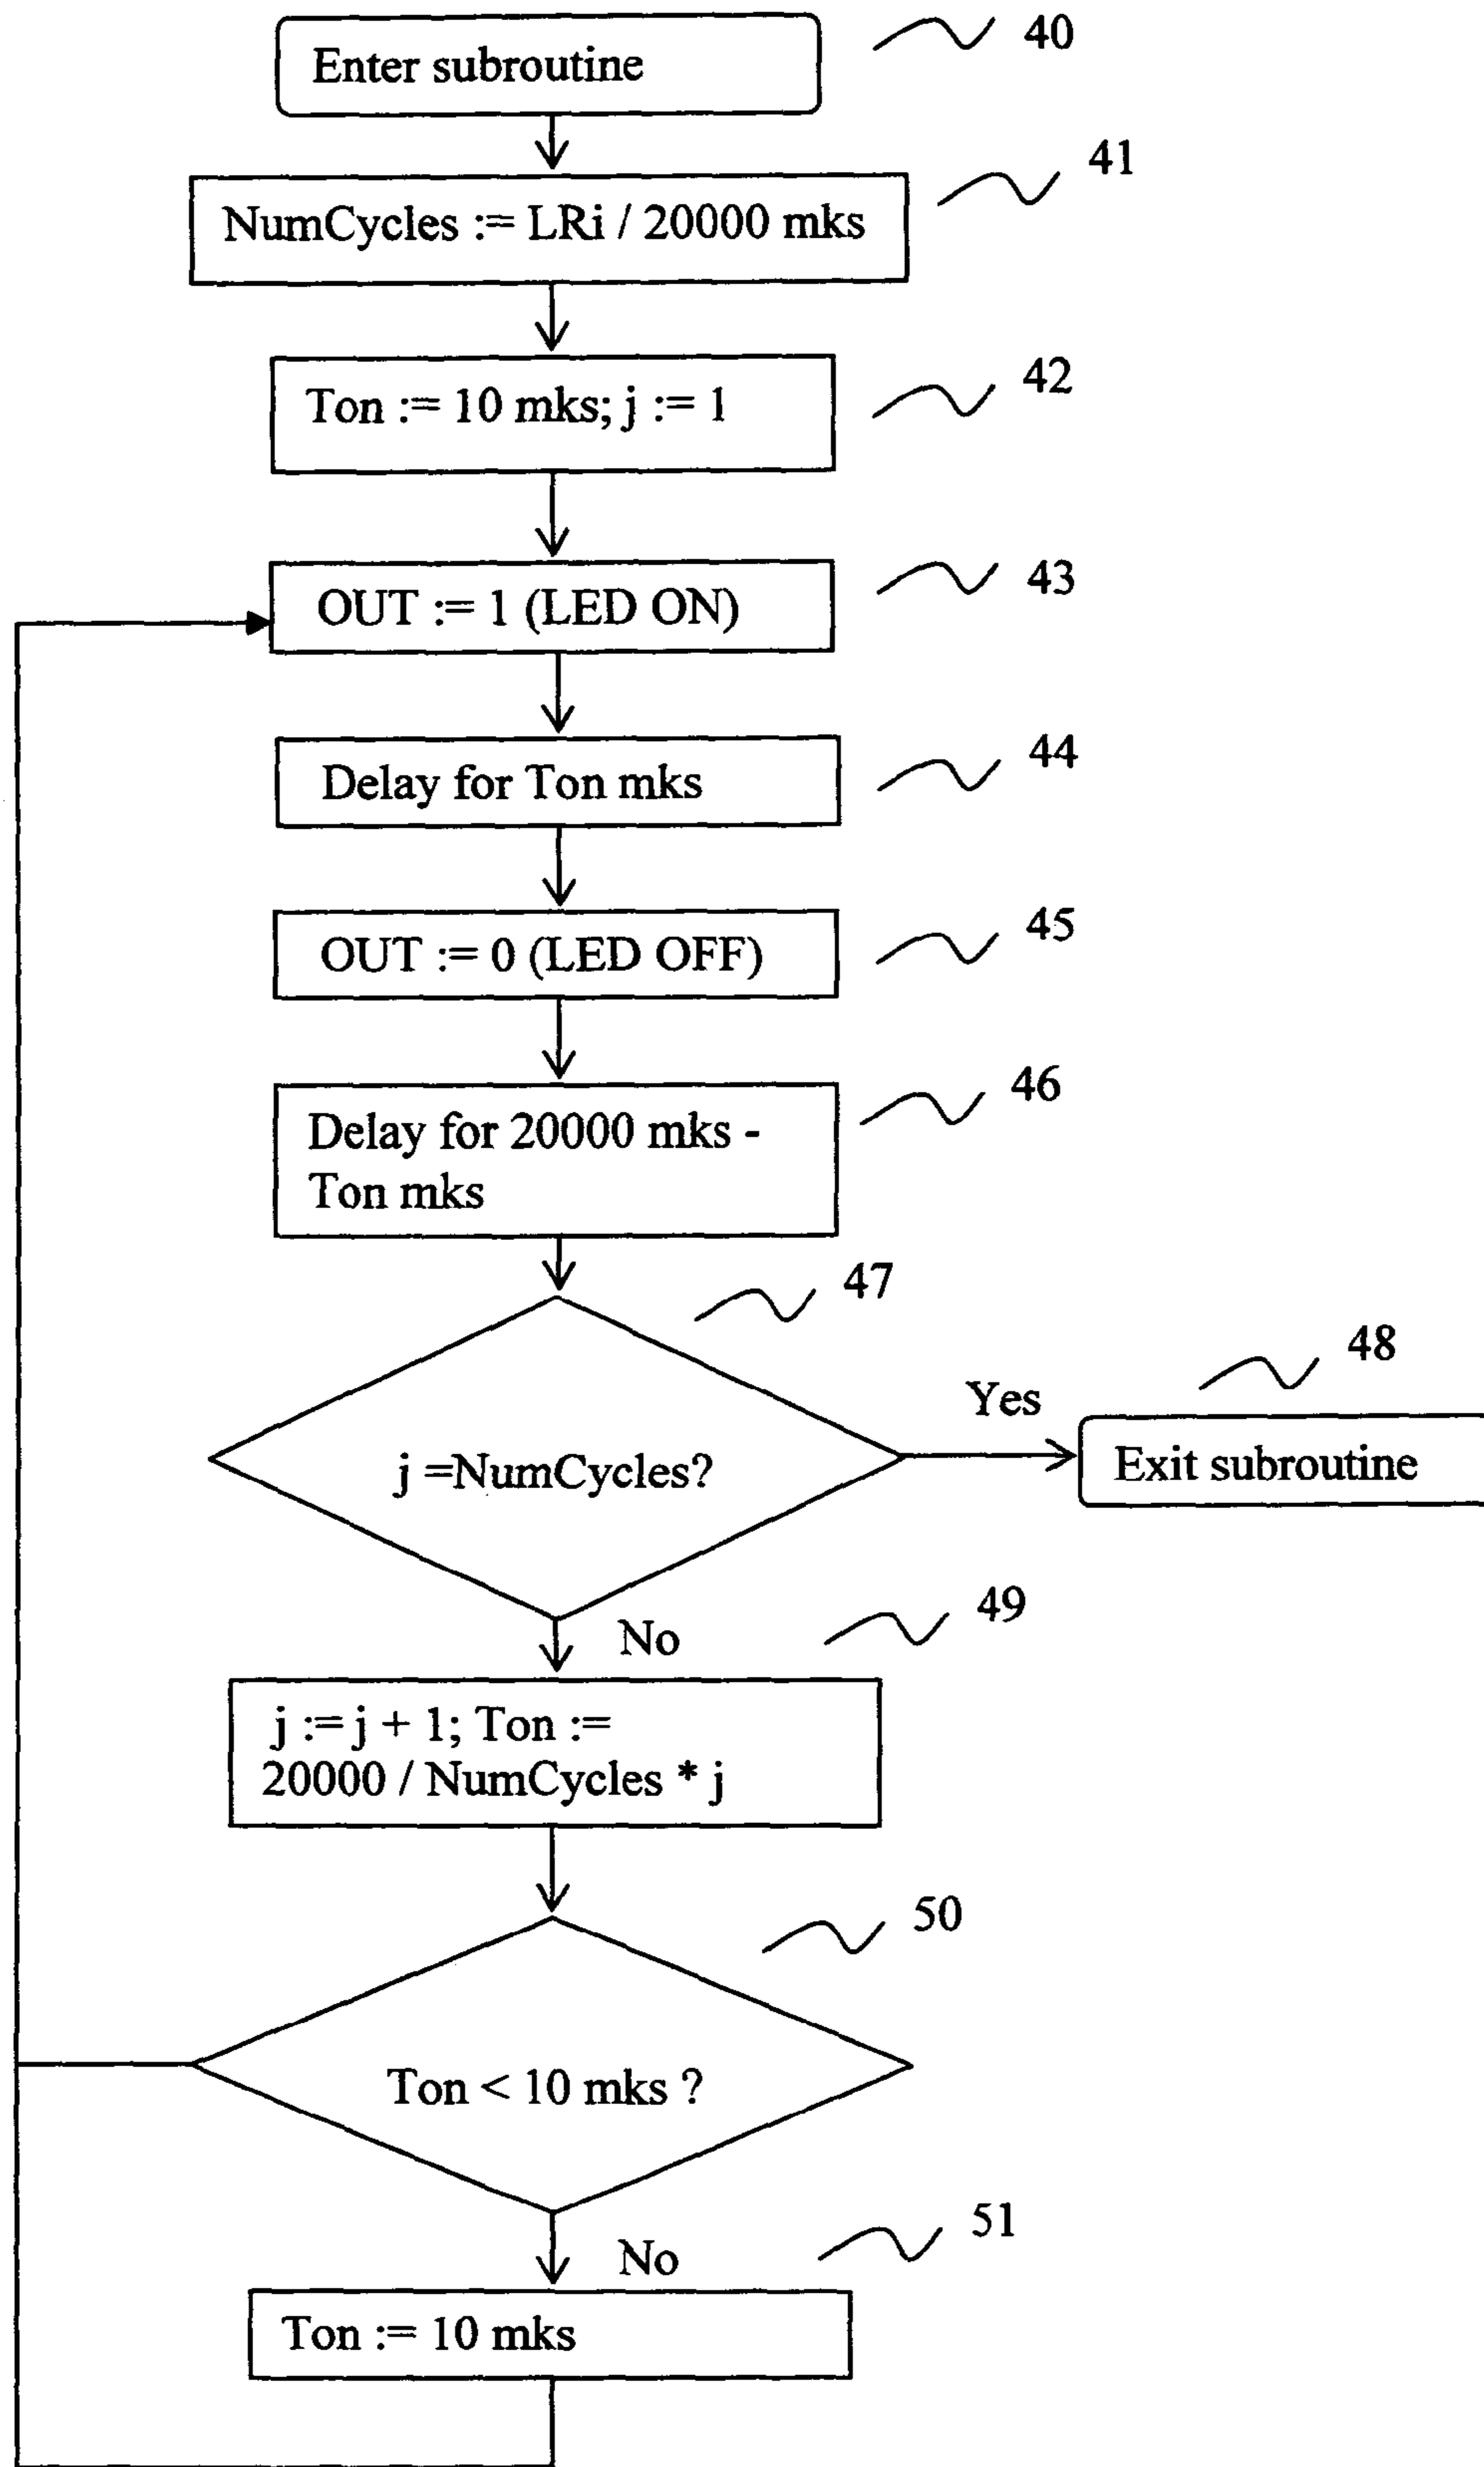 Enter subroutine
40
NumCycles := LRi / 20000 mks
41
Ton := 10 mks; j := 1
42
OUT := 1 (LED ON)
43
Delay for Ton mks
44
OUT := 0 (LED OFF)
45
Delay for 20000 mks -
Ton mks
46
j =NumCycles?
47
Yes
Exit subroutine
48
No
j := j + 1; Ton :=
20000 / NumCycles * j
49
Ton < 10 mks ?
50
No
Ton := 10 mks
51